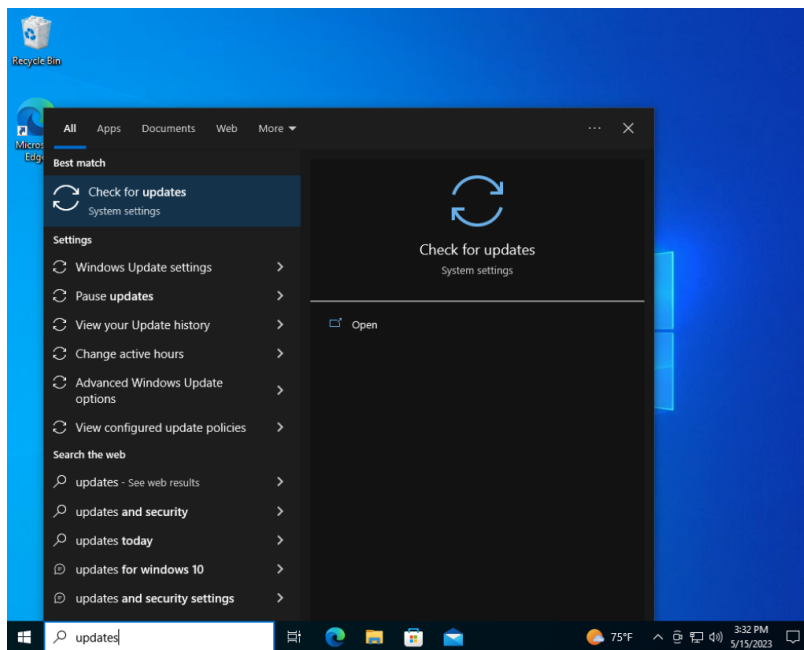 Recycle Bin
Micros
Edge
All Apps Documents Web More
Best match
Check for updates
System settings
Settings
Windows Update settings
Pause updates
View your Update history
Change active hours
Advanced Windows Update
options
View configured update policies
Search the web
updates - See web results
updates and security
updates today
updates for windows 10
updates and security settings
Check for updates
System settings
Open
updates
75°F
3:32 PM
5/15/2023